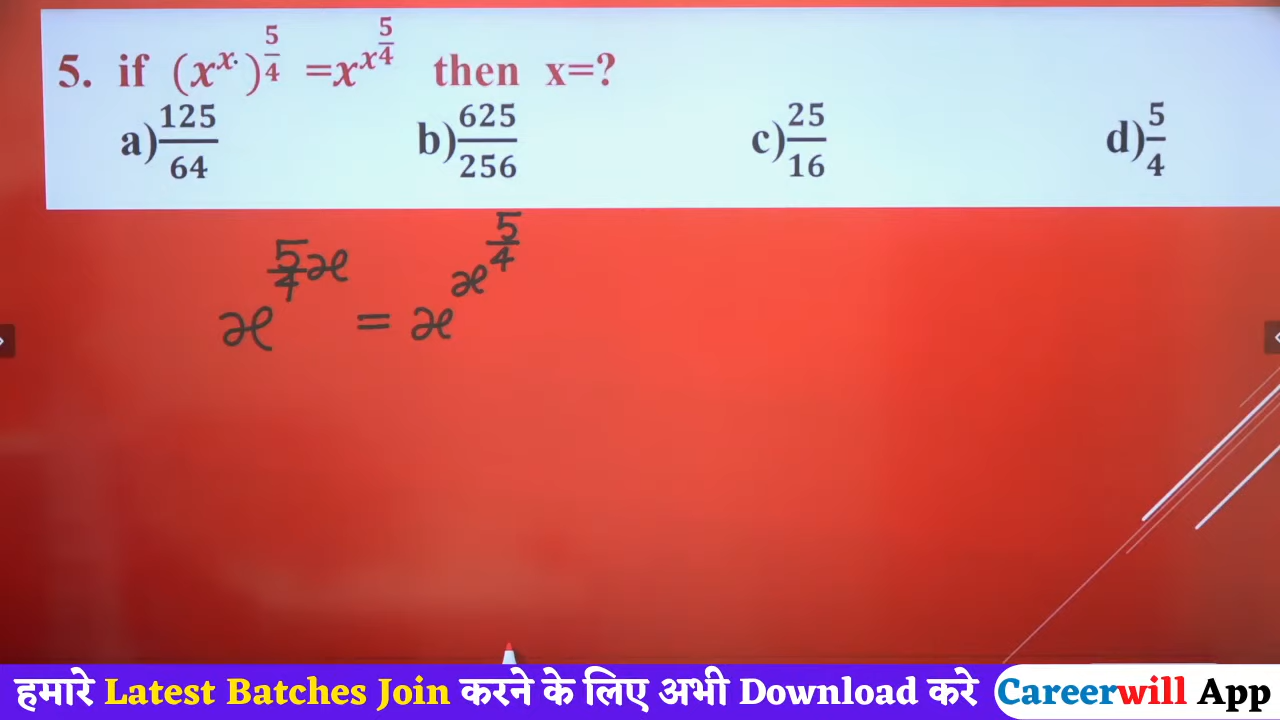 5. if (x^x)^{5/4} = x^{x^{5/4}} then x=?
a) 125/64 b) 625/256 c) 25/16 d) 5/4
x^{5/4 x} = x^{x^{5/4}}
हमारे Latest Batches Join करने के लिए अभी Download करे Careerwill App